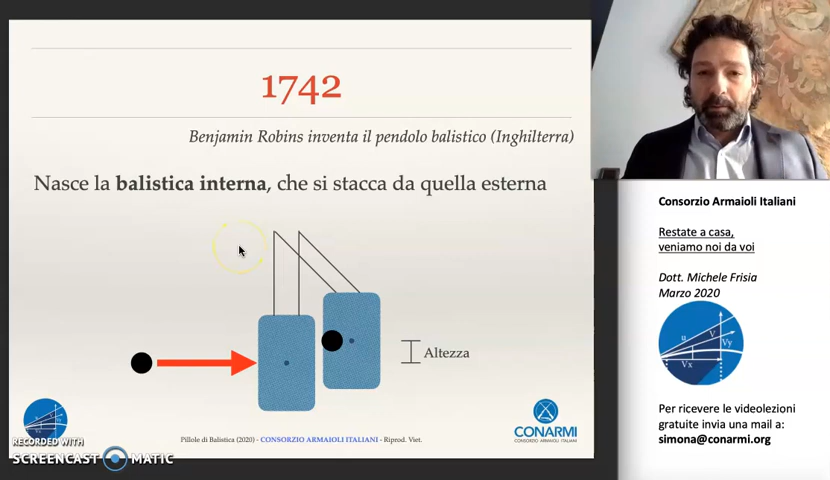 1742
Benjamin Robins inventa il pendolo balistico (Inghilterra)
Nasce la balistica interna, che si stacca da quella esterna
Altezza
Pillole di Balistica (2020) - CONSORZIO ARMAIOLI ITALIANI - Riprod. Viet.
CONARMI
CONSORZIO ARMAIOLI ITALIANI
RECORDED WITH
SCREENCAST MATIC
Consorzio Armaioli Italiani
Restate a casa,
veniamo noi da voi
Dott. Michele Frisia
Marzo 2020
u
V
Vy
Vx
Per ricevere le videolezioni
gratuite invia una mail a:
simona@conarmi.org